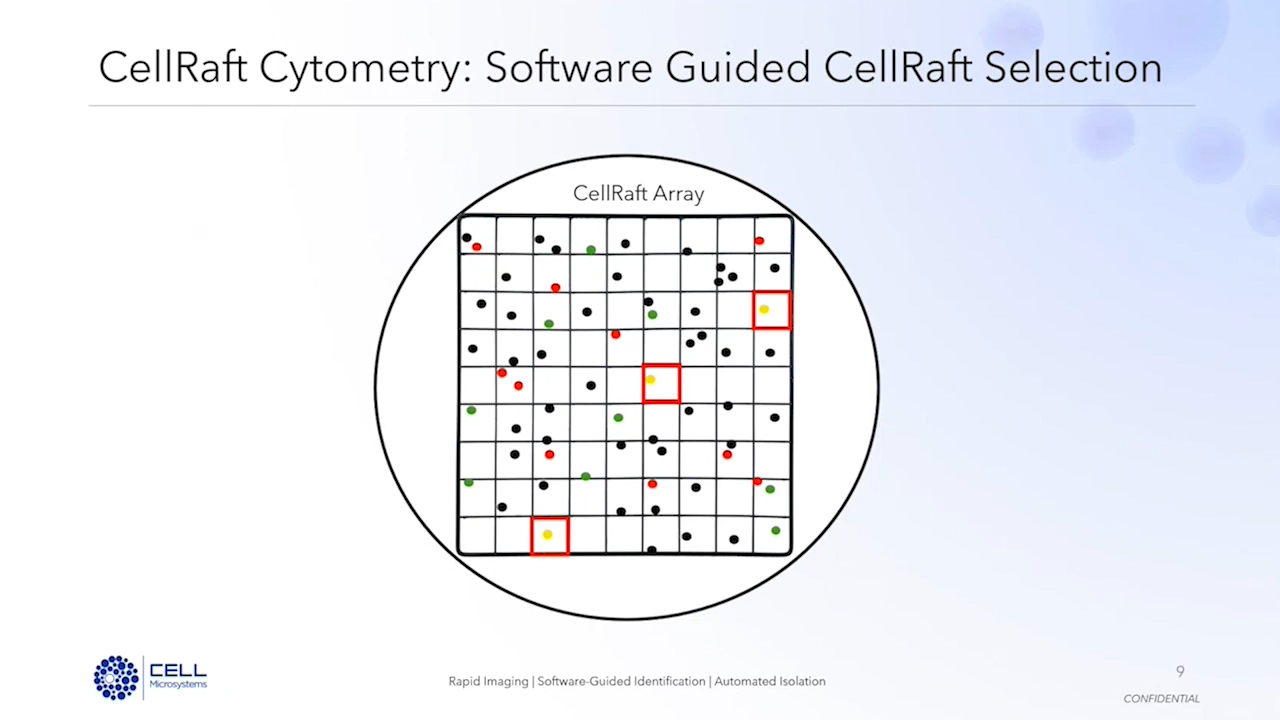 CellRaft Cytometry: Software Guided CellRaft Selection
CellRaft Array
CELL
Microsystems
Rapid Imaging | Software-Guided Identification | Automated Isolation
9
CONFIDENTIAL